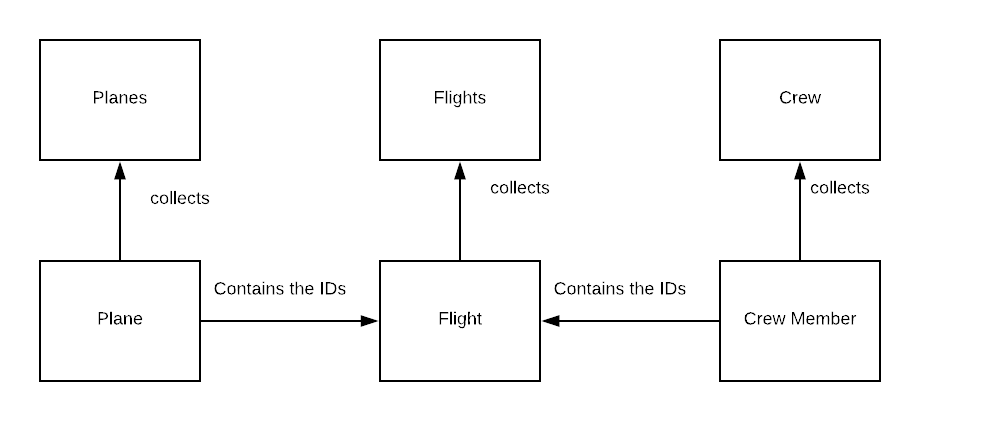 Planes
Flights
Crew
collects
collects
collects
Contains the IDs
Contains the IDs
Plane
Flight
Crew Member